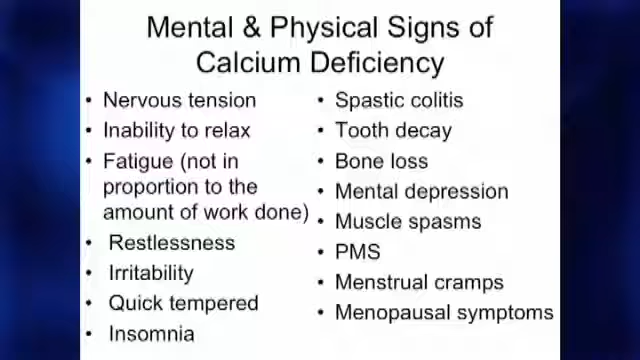 Mental & Physical Signs of
Calcium Deficiency
• Nervous tension
• Inability to relax
• Fatigue (not in
proportion to the
amount of work done)
• Restlessness
• Irritability
• Quick tempered
• Insomnia
• Spastic colitis
• Tooth decay
• Bone loss
• Mental depression
• Muscle spasms
• PMS
• Menstrual cramps
• Menopausal symptoms